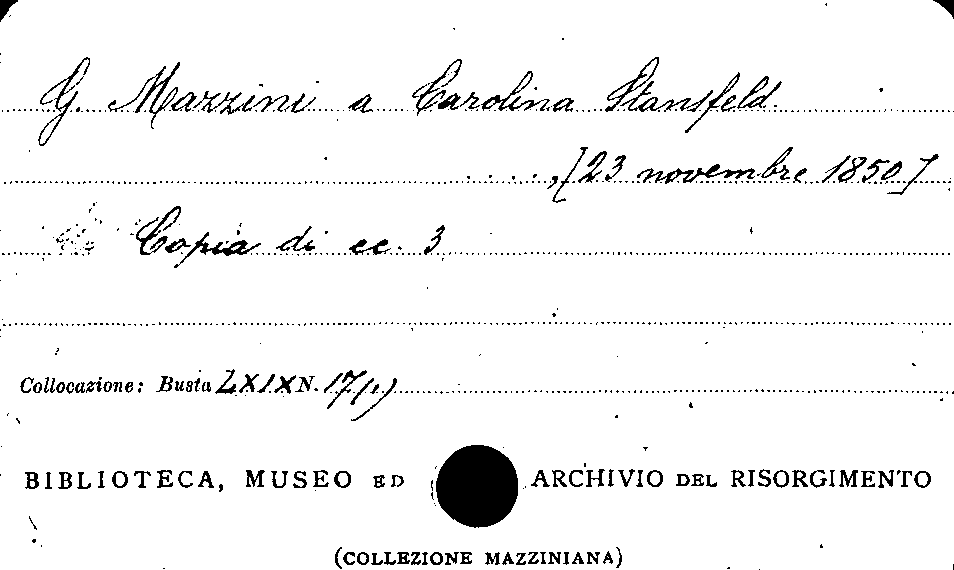 G. Mazzini a Carolina Stansfeld.
. . . . , [23 novembre 1850]
Copia di cc. 3
Collocazione: Busta LXIX N. 17(1)
BIBLIOTECA, MUSEO ED ARCHIVIO DEL RISORGIMENTO
(COLLEZIONE MAZZINIANA)